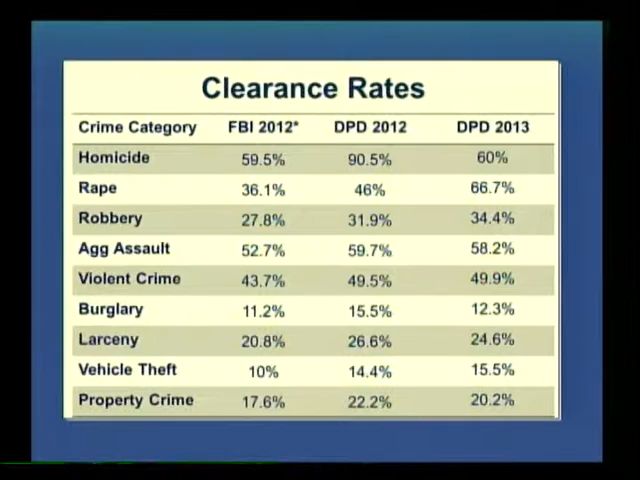 Clearance Rates
Crime Category FBI 2012* DPD 2012 DPD 2013
Homicide 59.5% 90.5% 60%
Rape 36.1% 46% 66.7%
Robbery 27.8% 31.9% 34.4%
Agg Assault 52.7% 59.7% 58.2%
Violent Crime 43.7% 49.5% 49.9%
Burglary 11.2% 15.5% 12.3%
Larceny 20.8% 26.6% 24.6%
Vehicle Theft 10% 14.4% 15.5%
Property Crime 17.6% 22.2% 20.2%